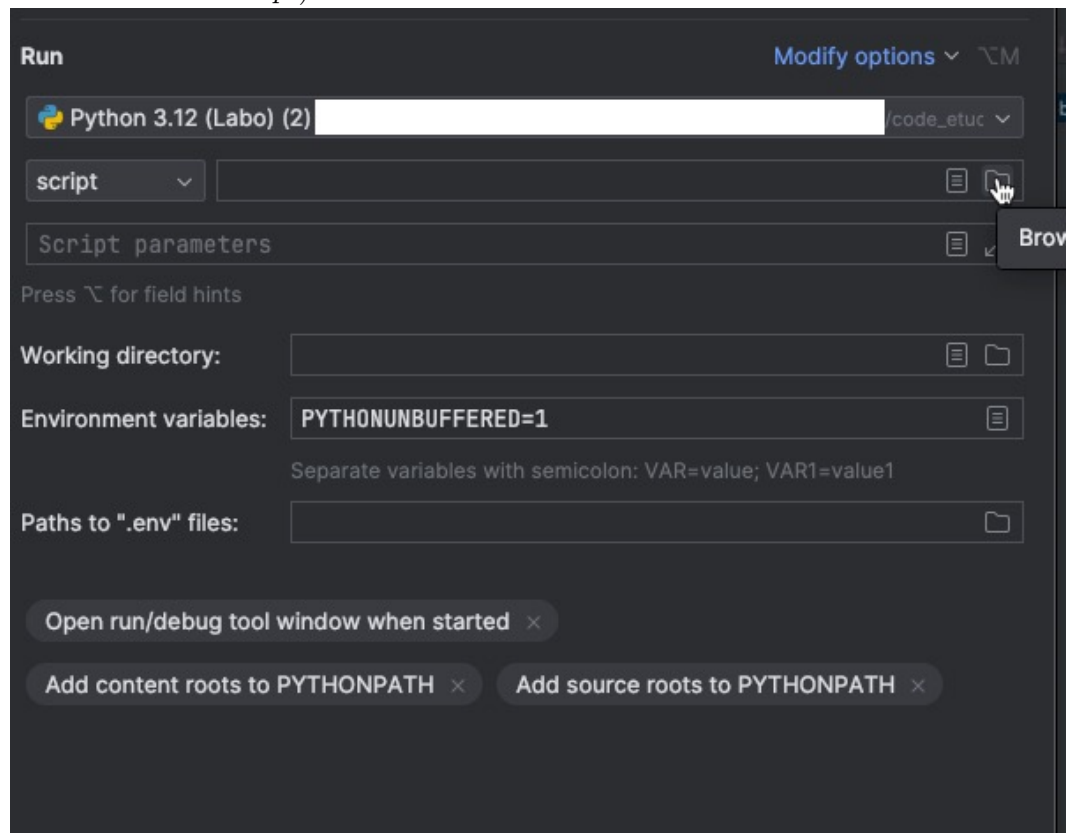 Run
Modify options ⌥M
Python 3.12 (Labo) (2) /code_etuc
script
Script parameters
Brow
Press ⌥ for field hints
Working directory:
Environment variables: PYTHONUNBUFFERED=1
Separate variables with semicolon: VAR=value; VAR1=value1
Paths to ".env" files:
Open run/debug tool window when started ×
Add content roots to PYTHONPATH × Add source roots to PYTHONPATH ×